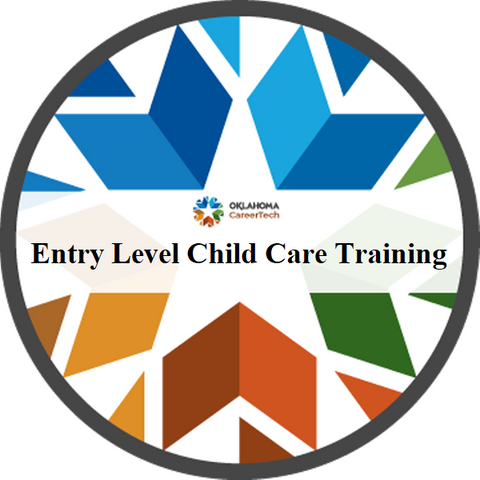 OKLAHOMA
CareerTech
Entry Level Child Care Training